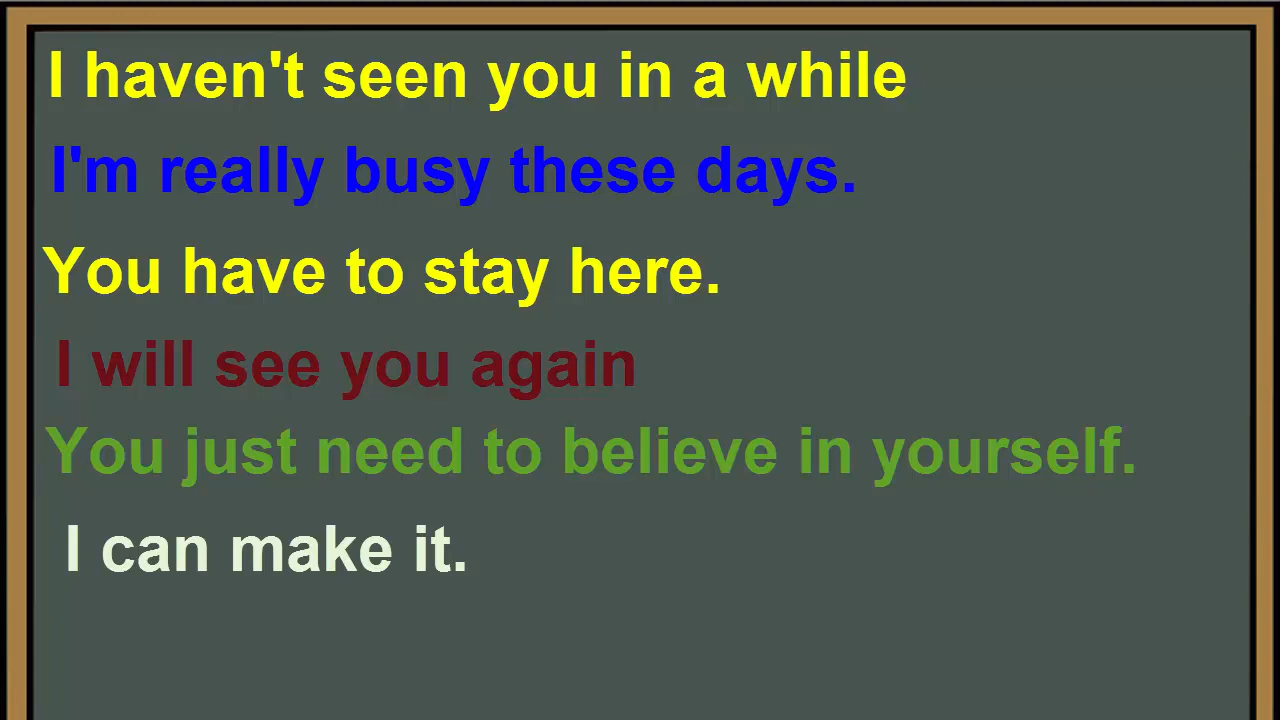 I haven't seen you in a while
I'm really busy these days.
You have to stay here.
I will see you again
You just need to believe in yourself.
I can make it.